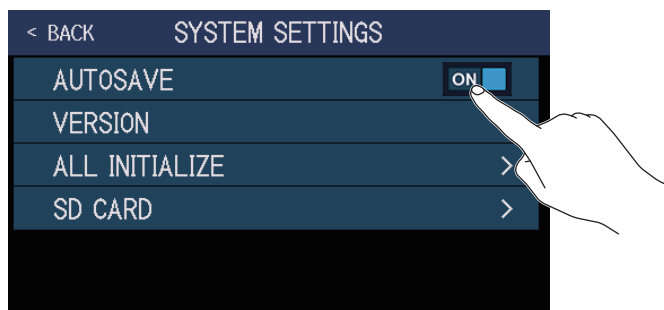 < BACK SYSTEM SETTINGS
AUTOSAVE ON
VERSION
ALL INITIALIZE >
SD CARD >